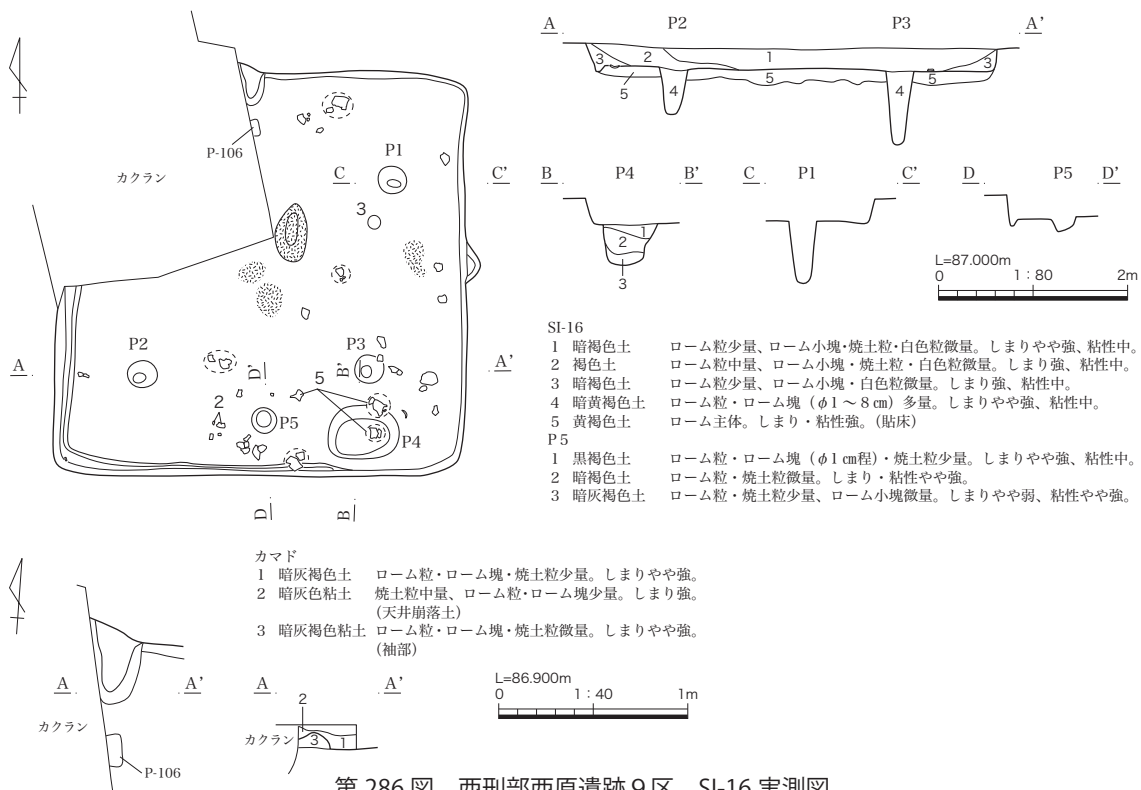 A P2 P3 A'
1
2
3
3
5
5
5
4
4
P-106
カクラン
P1
C C'
3
P2
P3
A A'
D'
B'
5
2
P5
P4
D
B
B P4 B' C P1 C' D P5 D'
1
2
3
L=87.000m
0 1:80 2m
SI-16
1 暗褐色土 ローム粒少量、ローム小塊・焼土粒・白色粒微量。しまりやや強、粘性中。
2 褐色土 ローム粒中量、ローム小塊・焼土粒・白色粒微量。しまり強、粘性中。
3 暗褐色土 ローム粒少量、ローム小塊・白色粒微量。しまり強、粘性中。
4 暗黄褐色土 ローム粒・ローム塊（φ1～8㎝）多量。しまりやや強、粘性中。
5 黄褐色土 ローム主体。しまり・粘性強。(貼床)
P5
1 黒褐色土 ローム粒・ローム塊（φ1㎝程）・焼土粒少量。しまりやや強、粘性中。
2 暗褐色土 ローム粒・焼土粒微量。しまり・粘性やや強。
3 暗灰褐色土 ローム粒・焼土粒少量、ローム小塊微量。しまりやや弱、粘性やや強。
カマド
1 暗灰褐色土 ローム粒・ローム塊・焼土粒少量。しまりやや強。
2 暗灰色粘土 焼土粒中量、ローム粒・ローム塊少量。しまり強。
(天井崩落土)
3 暗灰褐色粘土 ローム粒・ローム塊・焼土粒微量。しまりやや強。
(袖部)
A A'
カクラン
P-106
A A'
2
カクラン 3 1
L=86.900m
0 1:40 1m
第 286 図 西刑部西原遺跡 9 区 SI-16 実測図